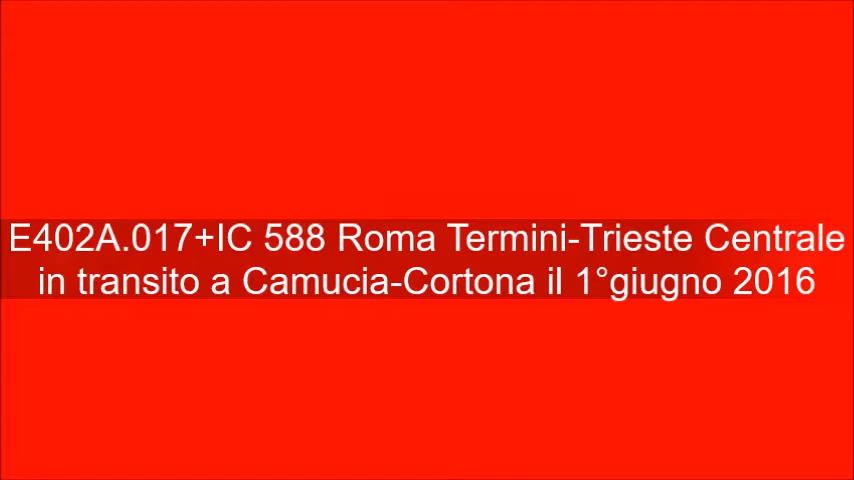 E402A.017+IC 588 Roma Termini-Trieste Centrale
in transito a Camucia-Cortona il 1°giugno 2016